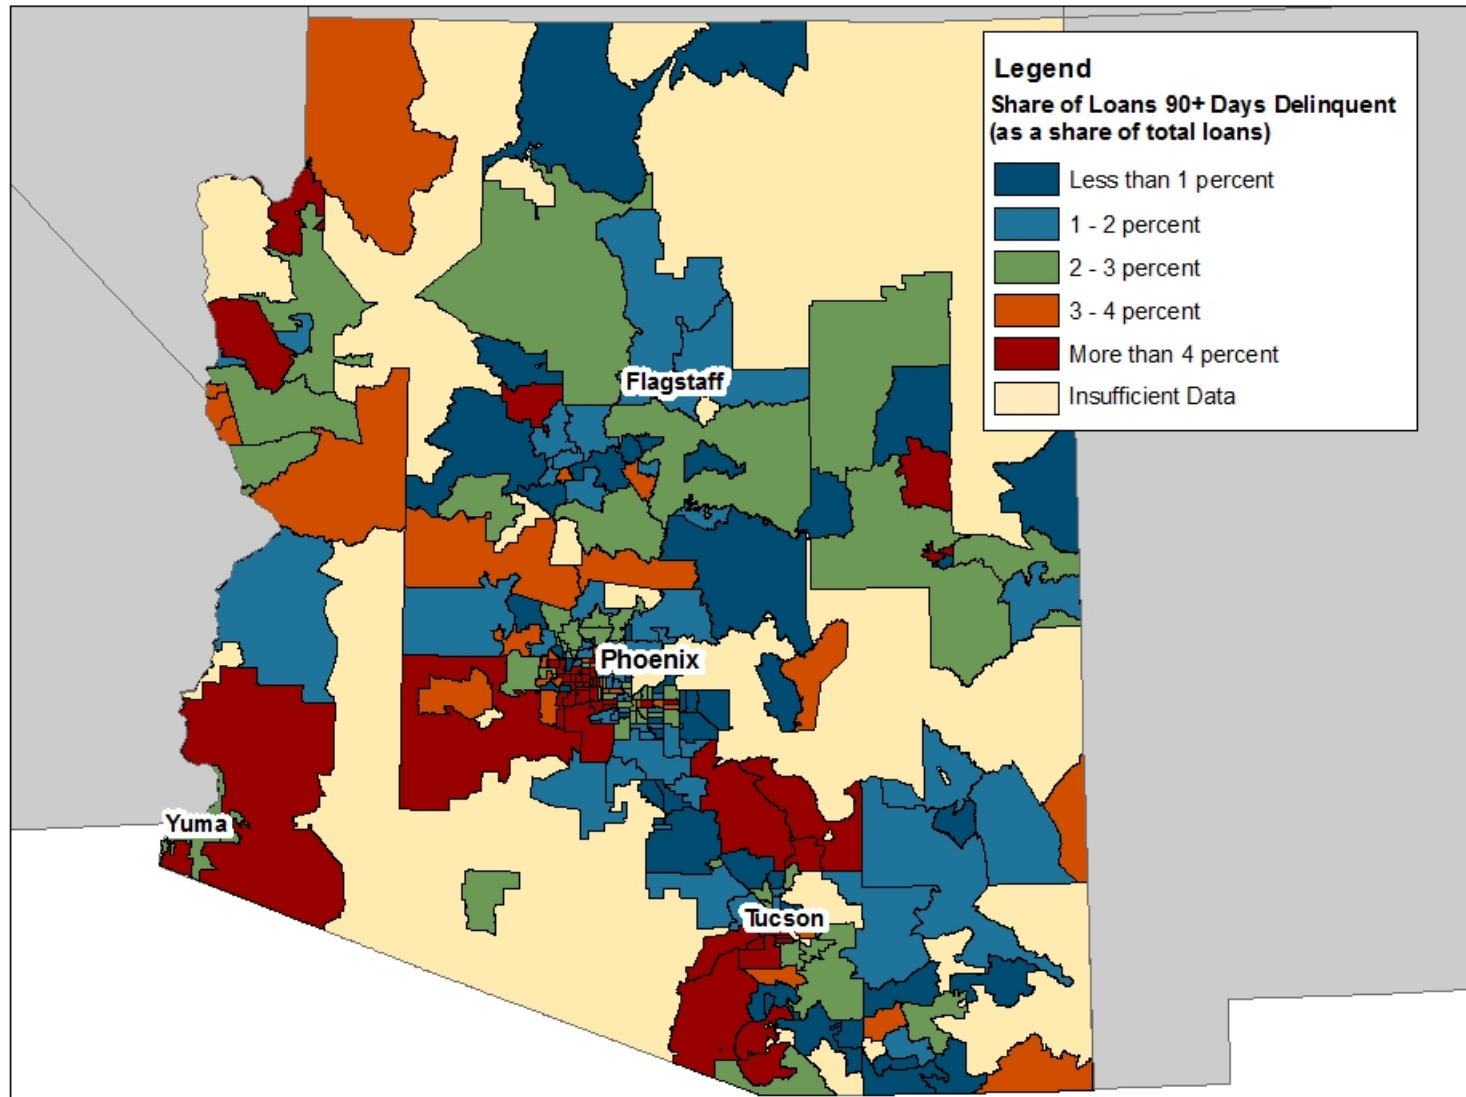 Legend
Share of Loans 90+ Days Delinquent
(as a share of total loans)
Less than 1 percent
1 - 2 percent
2 - 3 percent
3 - 4 percent
More than 4 percent
Insufficient Data
Flagstaff
Phoenix
Yuma
Tucson